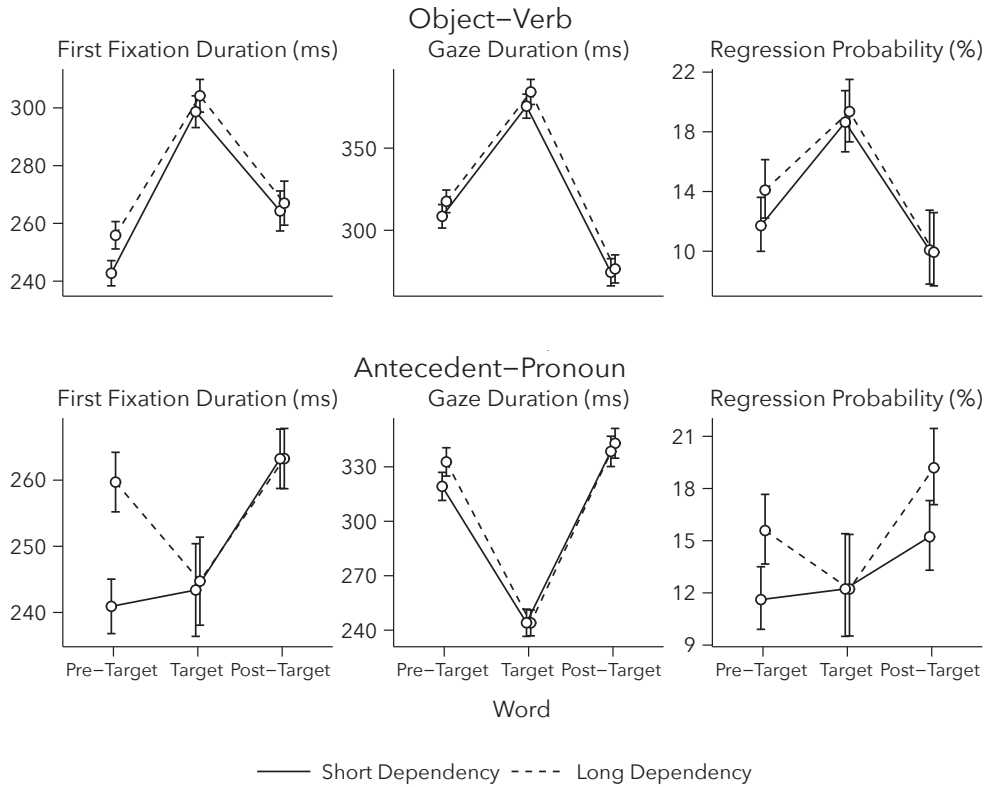 Object–Verb
First Fixation Duration (ms)
Gaze Duration (ms)
Regression Probability (%)
300
280
260
240
350
300
22
18
14
10
Antecedent–Pronoun
First Fixation Duration (ms)
Gaze Duration (ms)
Regression Probability (%)
260
250
240
330
300
270
240
21
18
15
12
9
Pre–Target Target Post–Target
Pre–Target Target Post–Target
Pre–Target Target Post–Target
Word
Short Dependency
Long Dependency